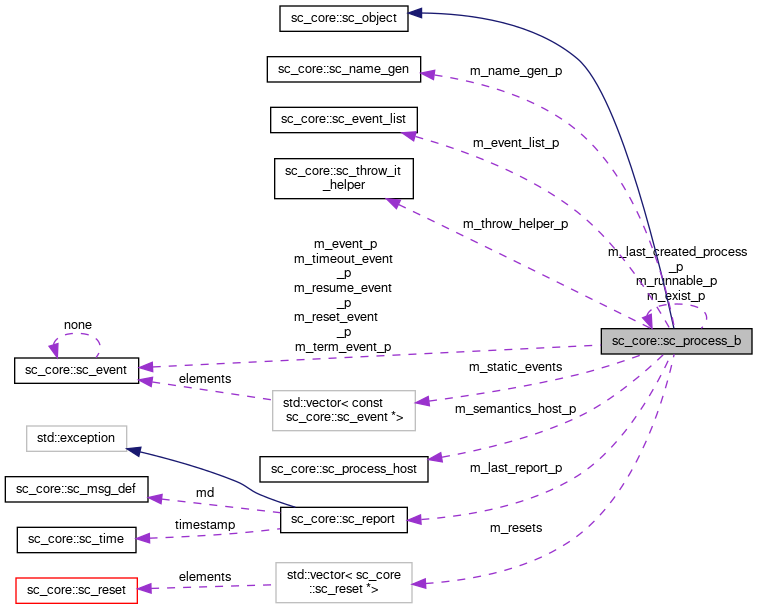 sc_core::sc_object
sc_core::sc_name_gen
m_name_gen_p
sc_core::sc_event_list
m_event_list_p
sc_core::sc_throw_it
_helper
m_throw_helper_p
m_last_created_process
_p
m_runnable_p
m_exist_p
m_event_p
m_timeout_event
_p
m_resume_event
_p
m_reset_event
_p
m_term_event_p
none
sc_core::sc_process_b
sc_core::sc_event
elements
m_static_events
std::vector< const
sc_core::sc_event *>
m_semantics_host_p
std::exception
sc_core::sc_process_host
m_last_report_p
sc_core::sc_msg_def
md
sc_core::sc_report
timestamp
sc_core::sc_time
m_resets
elements
std::vector< sc_core
::sc_reset *>
sc_core::sc_reset